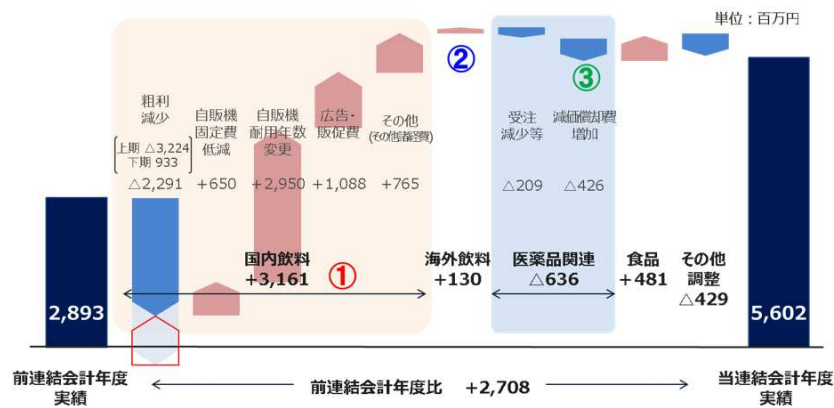 単位：百万円
②
③
①
粗利
減少
上期 △3,224
下期 933
△2,291
自販機
固定費
低減
+650
自販機
耐用年数
変更
+2,950
広告・
販促費
+1,088
その他
+765
受注
減少等
△209
減価償却費
増加
△426
国内飲料
+3,161
海外飲料
+130
医薬品関連
△636
食品
+481
その他
調整
△429
2,893
5,602
前連結会計年度
実績
前連結会計年度比 +2,708
当連結会計年度
実績